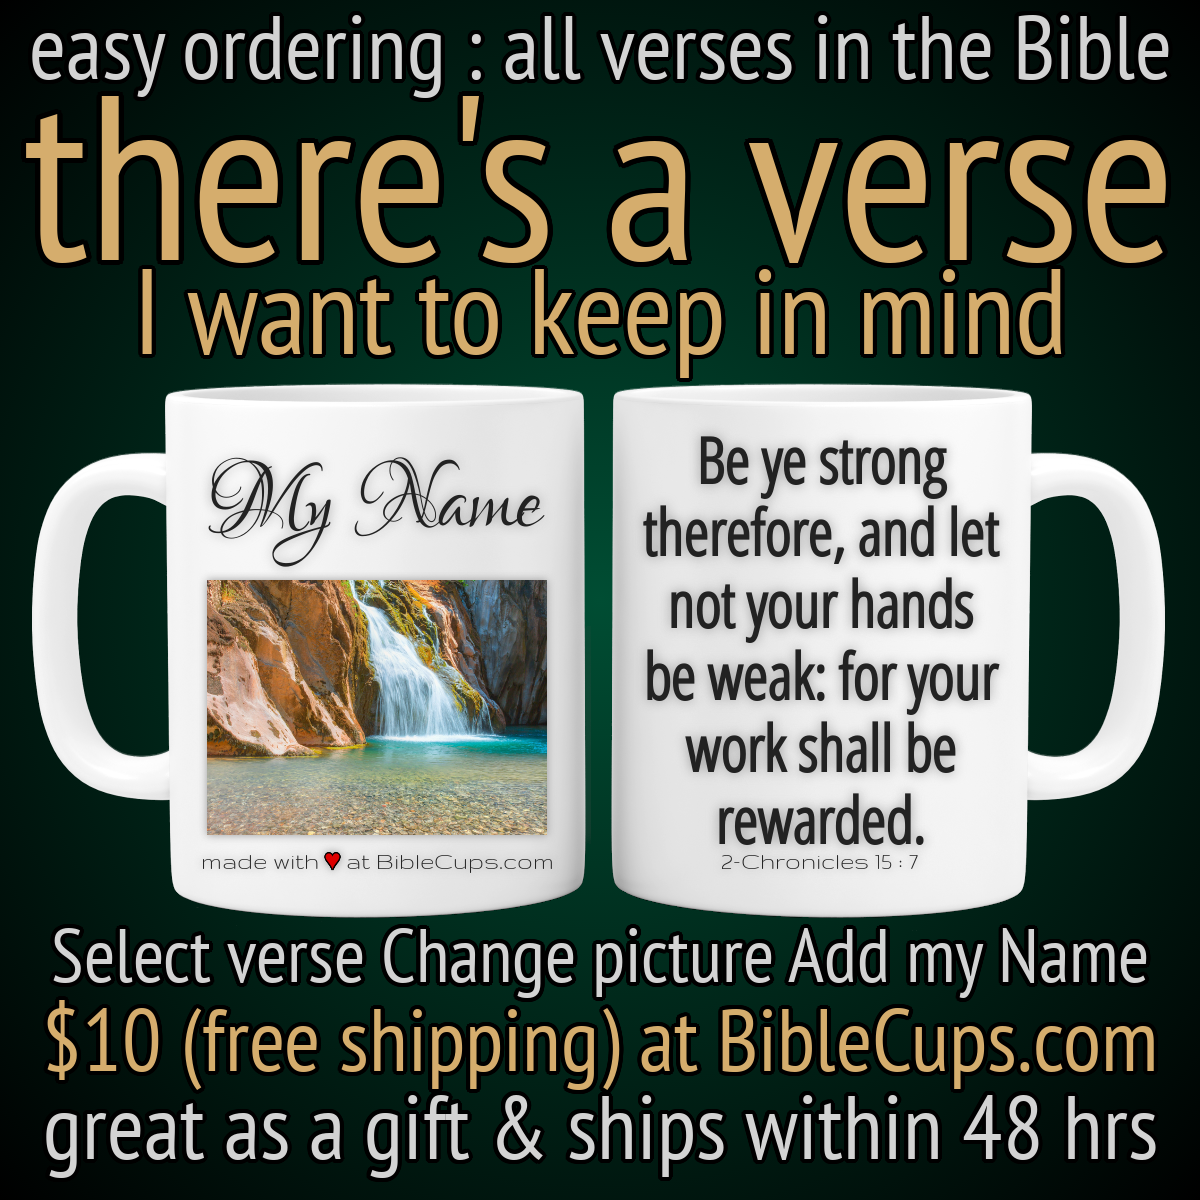 easy ordering : all verses in the Bible
there's a verse
I want to keep in mind
My Name
made with ❤ at BibleCups.com
Be ye strong
therefore, and let
not your hands
be weak: for your
work shall be
rewarded.
2-Chronicles 15 : 7
Select verse Change picture Add my Name
$10 (free shipping) at BibleCups.com
great as a gift & ships within 48 hrs